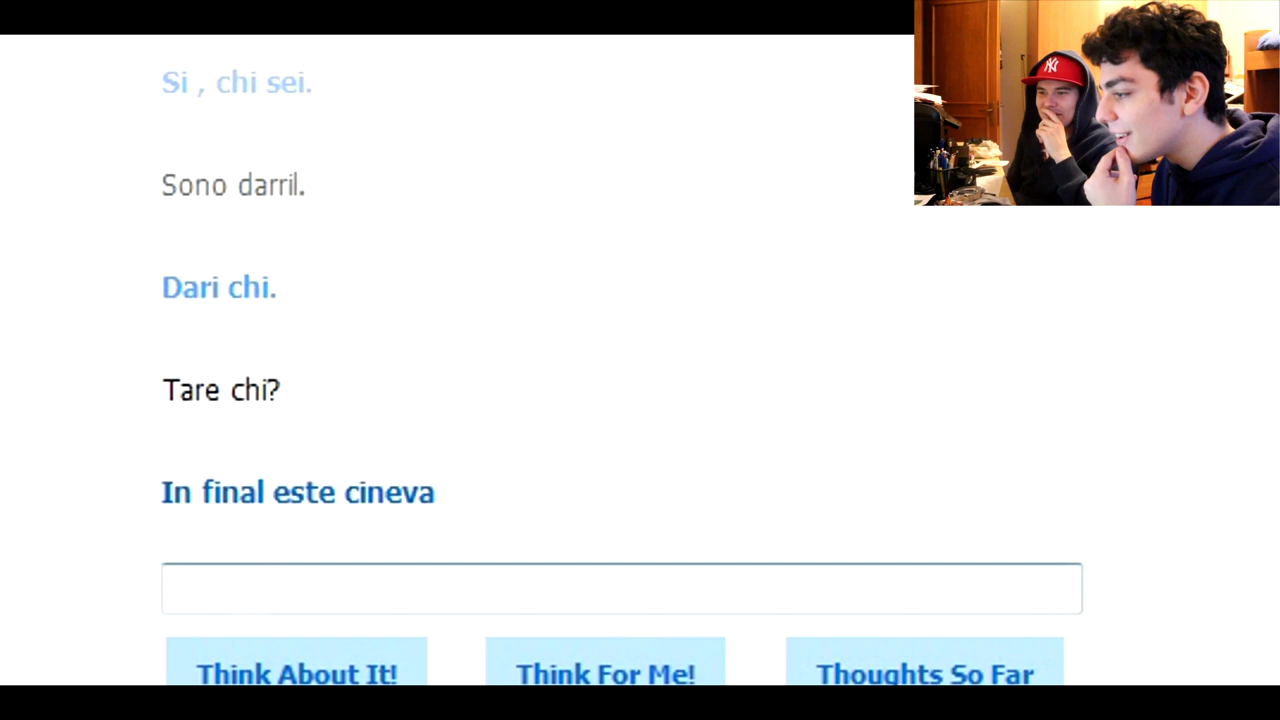 Si , chi sei.
Sono darril.
Dari chi.
Tare chi?
In final este cineva
Think About It!
Think For Me!
Thoughts So Far
NY